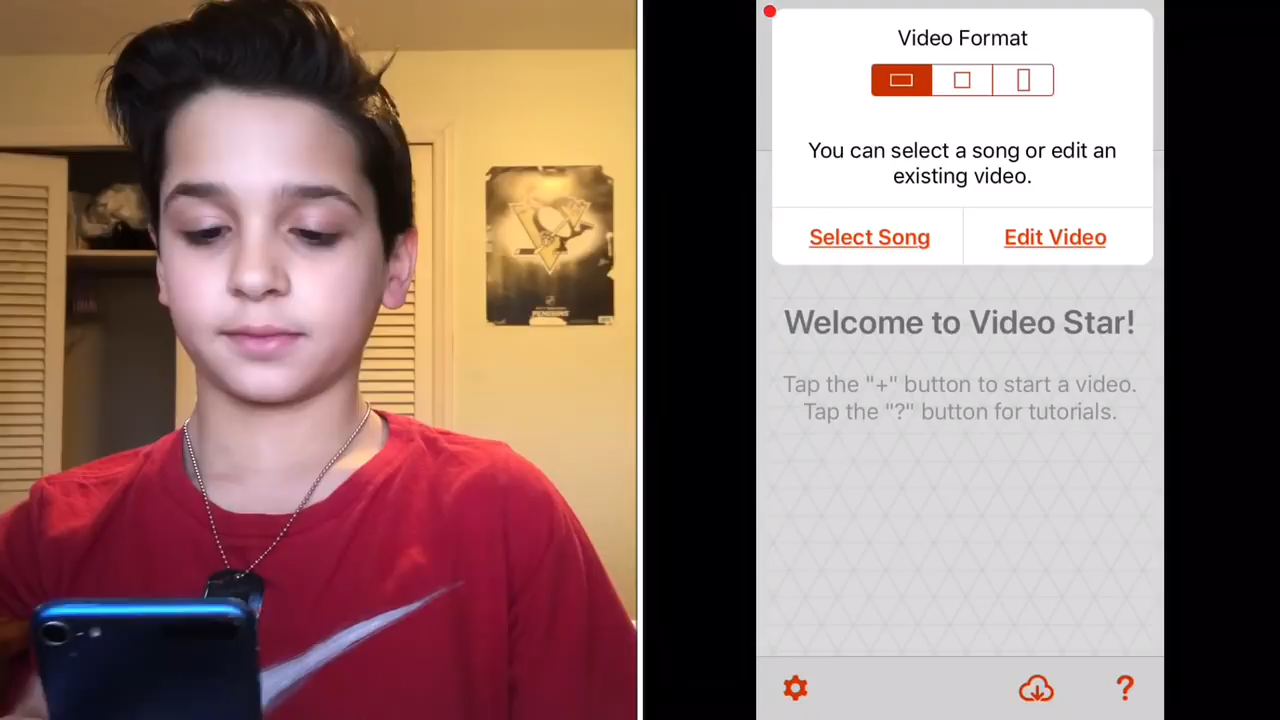 Video Format
You can select a song or edit an
existing video.
Select Song
Edit Video
Welcome to Video Star!
Tap the "+" button to start a video.
Tap the "?" button for tutorials.
?
PENGUINS